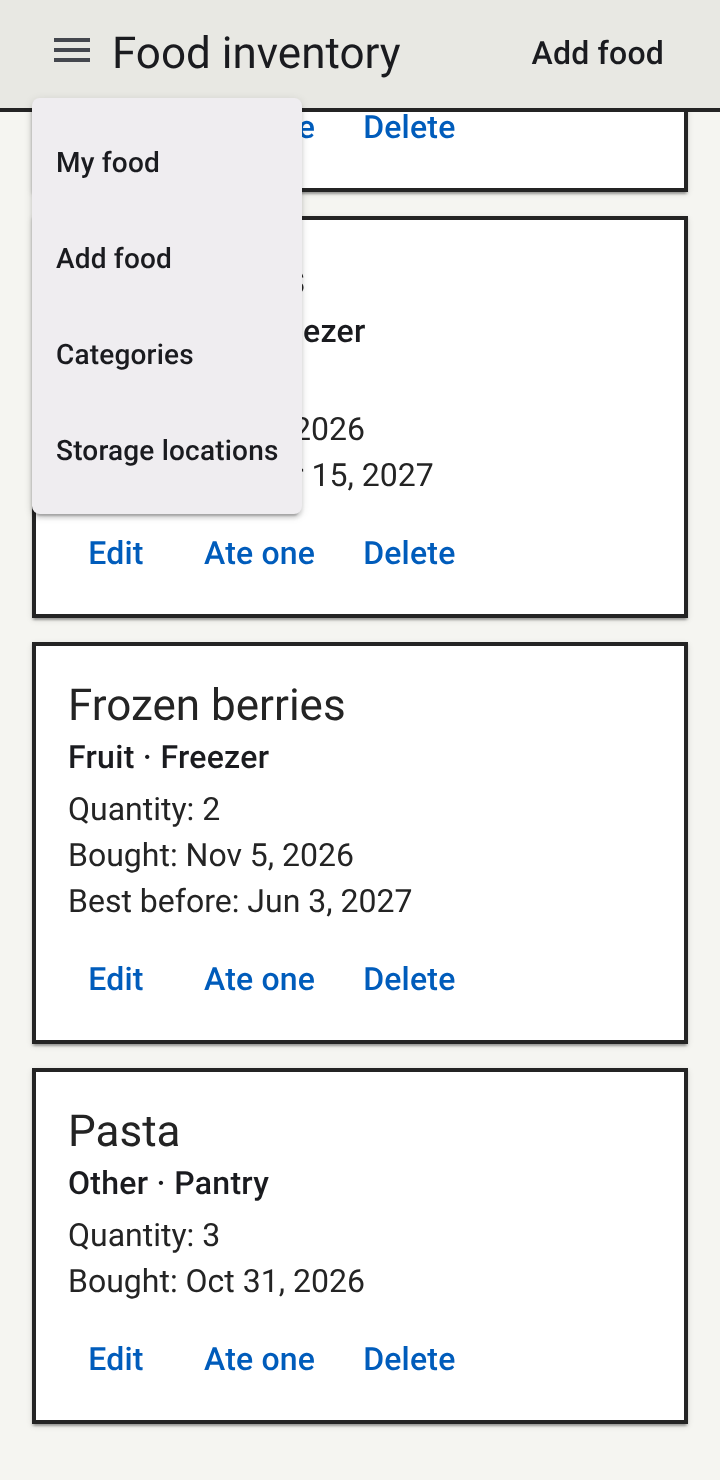 Food inventory Add food
Delete
My food
Add food
Categories
Storage locations
2026
15, 2027
Edit Ate one Delete
Frozen berries
Fruit · Freezer
Quantity: 2
Bought: Nov 5, 2026
Best before: Jun 3, 2027
Edit Ate one Delete
Pasta
Other · Pantry
Quantity: 3
Bought: Oct 31, 2026
Edit Ate one Delete